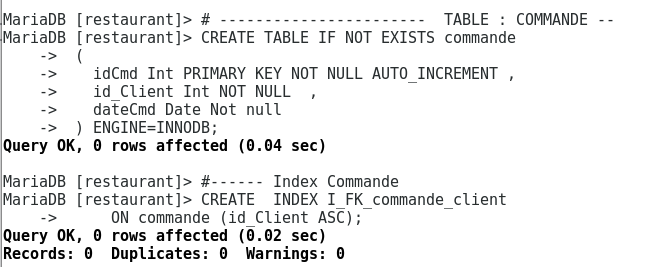 MariaDB [restaurant]> # -----------------------  TABLE : COMMANDE --
MariaDB [restaurant]> CREATE TABLE IF NOT EXISTS commande
    ->  (
    ->    idCmd Int PRIMARY KEY NOT NULL AUTO_INCREMENT ,
    ->    id_Client Int NOT NULL  ,
    ->    dateCmd Date Not null
    ->  ) ENGINE=INNODB;
Query OK, 0 rows affected (0.04 sec)

MariaDB [restaurant]> #------ Index Commande
MariaDB [restaurant]> CREATE  INDEX I_FK_commande_client
    ->      ON commande (id_Client ASC);
Query OK, 0 rows affected (0.02 sec)
Records: 0  Duplicates: 0  Warnings: 0